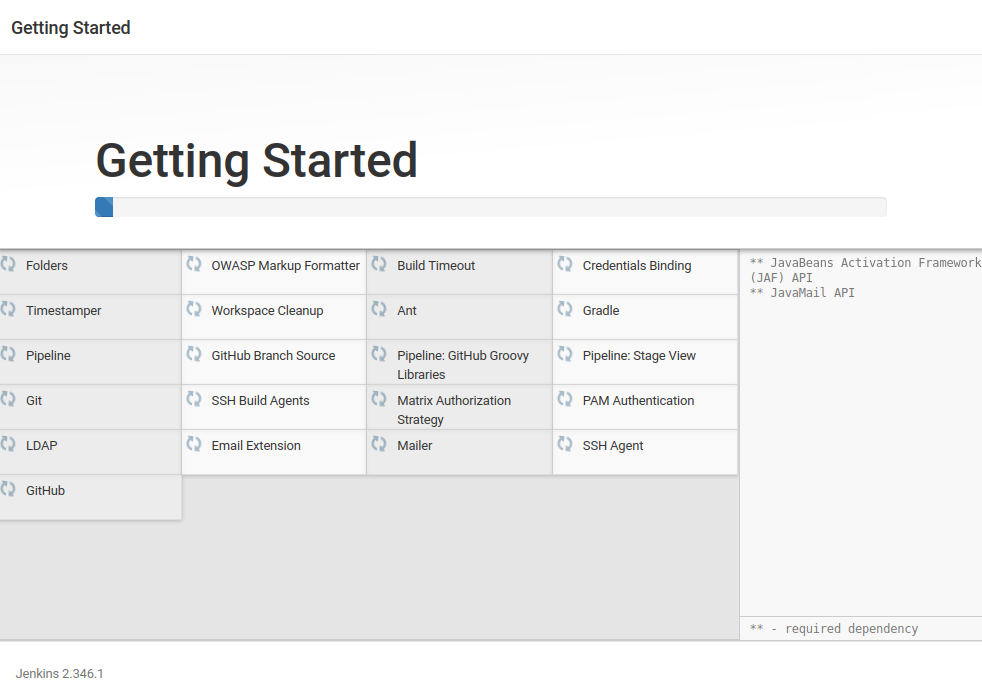 Getting Started
Getting Started
Folders
OWASP Markup Formatter
Build Timeout
Credentials Binding
Timestamper
Workspace Cleanup
Ant
Gradle
Pipeline
GitHub Branch Source
Pipeline: GitHub Groovy
Libraries
Pipeline: Stage View
Git
SSH Build Agents
Matrix Authorization
Strategy
PAM Authentication
LDAP
Email Extension
Mailer
SSH Agent
GitHub
** JavaBeans Activation Framework
(JAF) API
** JavaMail API
** - required dependency
Jenkins 2.346.1